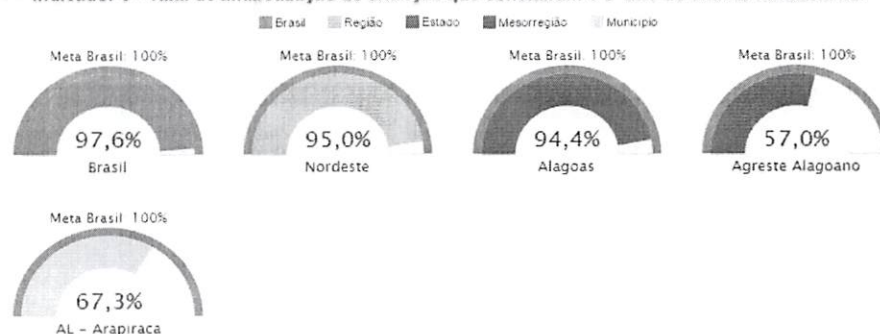 Brasil Região Estado Mesorregião Município
Meta Brasil: 100% Meta Brasil: 100% Meta Brasil: 100% Meta Brasil: 100%
97,6% 95,0% 94,4% 57,0%
Brasil Nordeste Alagoas Agreste Alagoano
Meta Brasil: 100%
67,3%
AL – Arapiraca